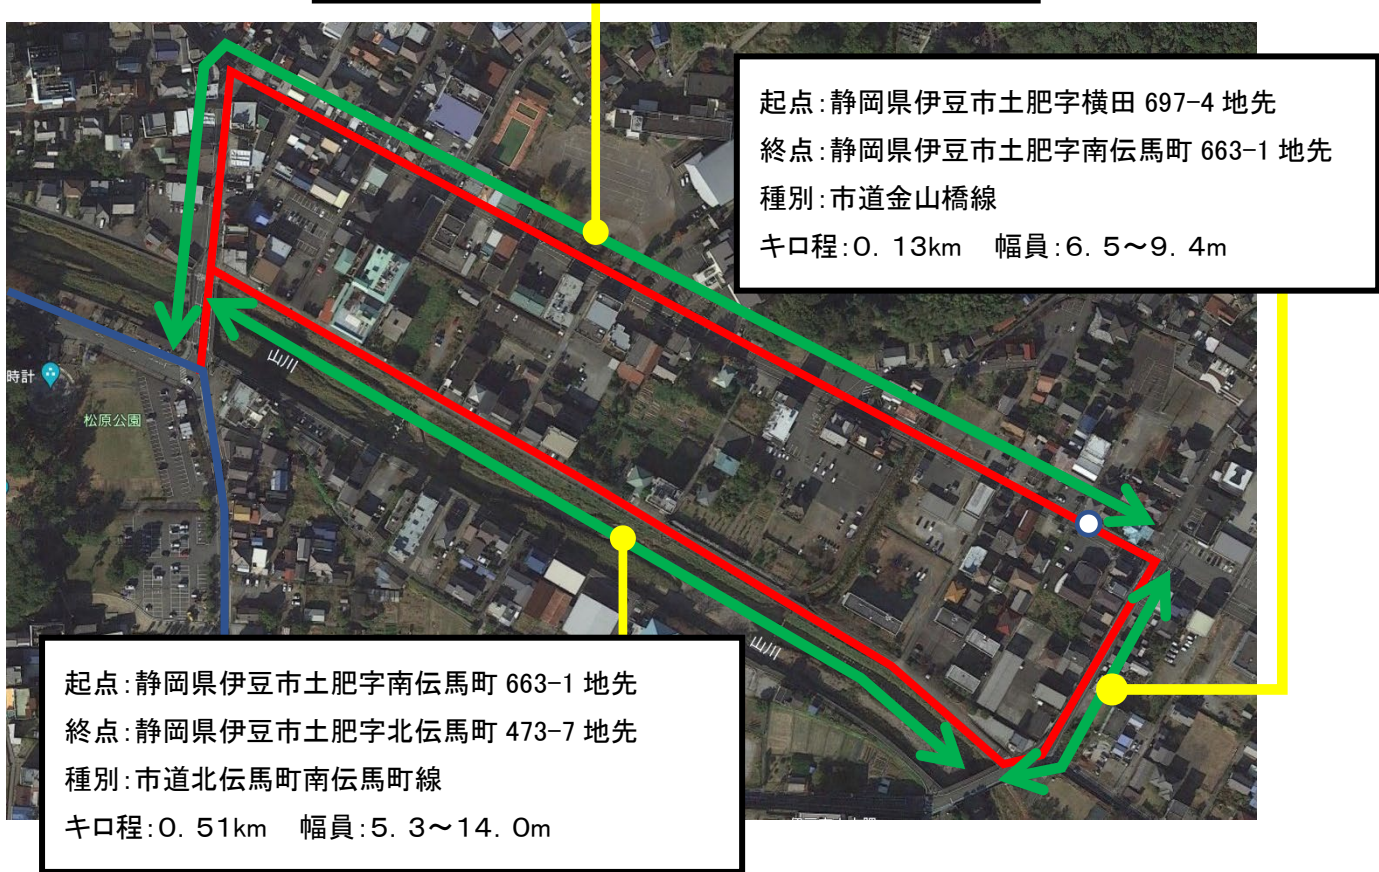 起点:静岡県伊豆市土肥字横田 697-4 地先
終点:静岡県伊豆市土肥字南伝馬町 663-1 地先
種別:市道金山橋線
キロ程:0．13km　幅員:6．5～9．4m
時計
山川
松原公園
山川
起点:静岡県伊豆市土肥字南伝馬町 663-1 地先
終点:静岡県伊豆市土肥字北伝馬町 473-7 地先
種別:市道北伝馬町南伝馬町線
キロ程:0．51km　幅員:5．3～14．0m